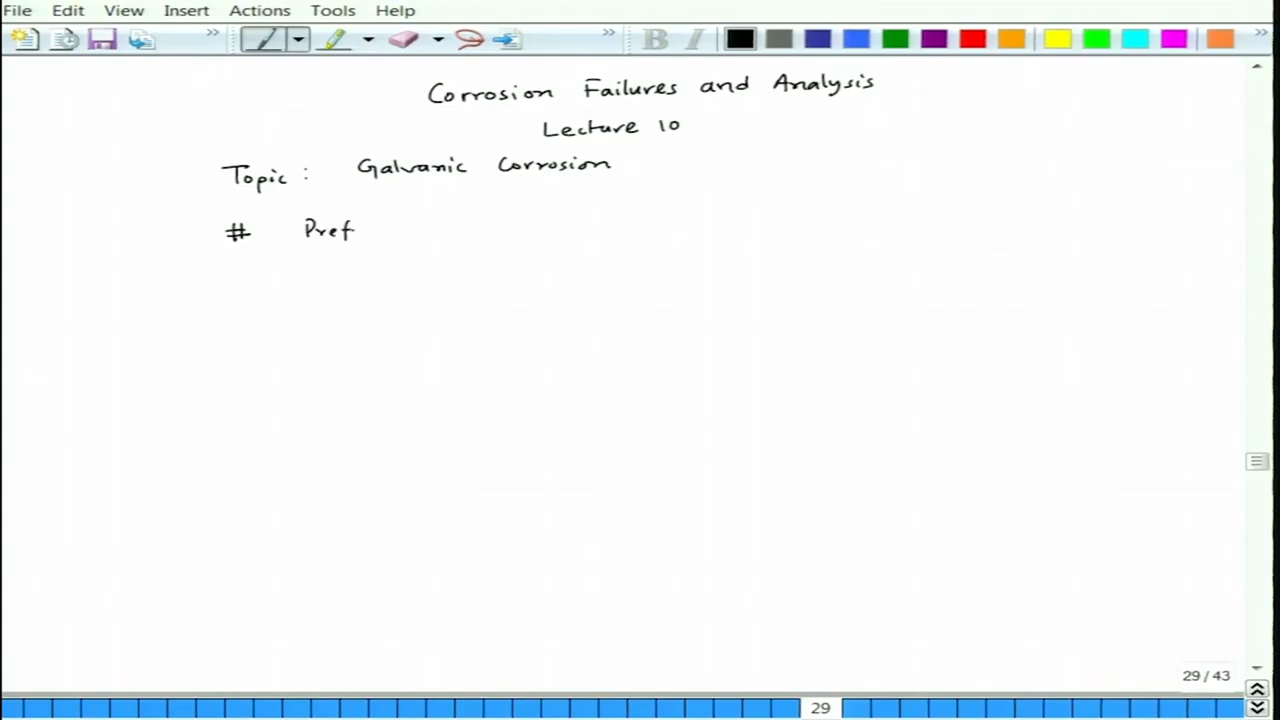 File Edit View Insert Actions Tools Help
B I
Corrosion Failures and Analysis
Lecture 10
Topic : Galvanic Corrosion
# Pref
29 / 43
29